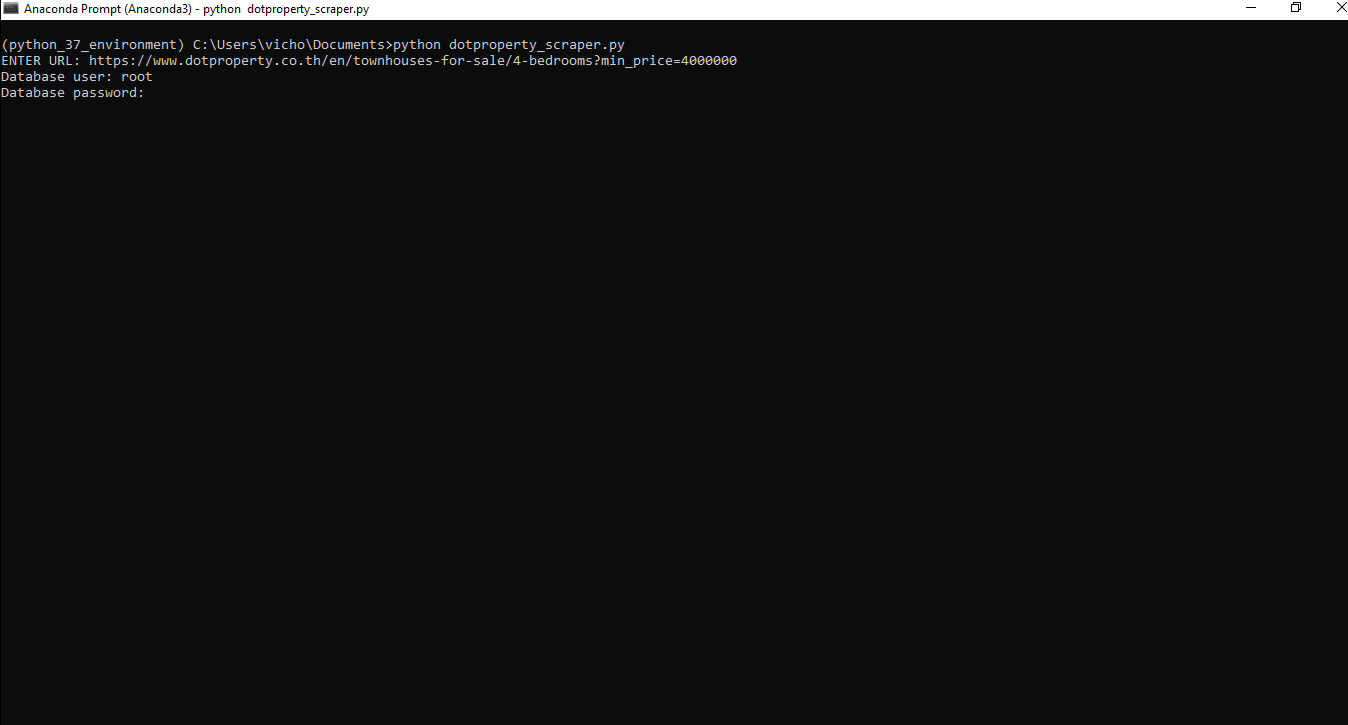 Anaconda Prompt (Anaconda3) - python  dotproperty_scraper.py
(python_37_environment) C:\Users\vicho\Documents>python dotproperty_scraper.py
ENTER URL: https://www.dotproperty.co.th/en/townhouses-for-sale/4-bedrooms?min_price=4000000
Database user: root
Database password: